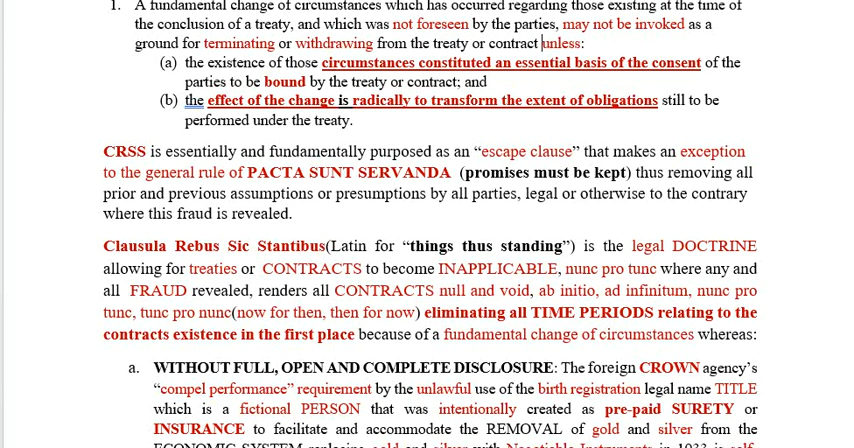 1. A fundamental change of circumstances which has occurred regarding those existing at the time of
the conclusion of a treaty, and which was not foreseen by the parties, may not be invoked as a
ground for terminating or withdrawing from the treaty or contract unless:
(a) the existence of those circumstances constituted an essential basis of the consent of the
parties to be bound by the treaty or contract; and
(b) the effect of the change is radically to transform the extent of obligations still to be
performed under the treaty.
CRSS is essentially and fundamentally purposed as an “escape clause” that makes an exception
to the general rule of PACTA SUNT SERVANDA (promises must be kept) thus removing all
prior and previous assumptions or presumptions by all parties, legal or otherwise to the contrary
where this fraud is revealed.
Clausula Rebus Sic Stantibus(Latin for “things thus standing”) is the legal DOCTRINE
allowing for treaties or CONTRACTS to become INAPPLICABLE, nunc pro tunc where any and
all FRAUD revealed, renders all CONTRACTS null and void, ab initio, ad infinitum, nunc pro
tunc, tunc pro nunc(now for then, then for now) eliminating all TIME PERIODS relating to the
contracts existence in the first place because of a fundamental change of circumstances whereas:
a. WITHOUT FULL, OPEN AND COMPLETE DISCLOSURE: The foreign CROWN agency’s
“compel performance” requirement by the unlawful use of the birth registration legal name TITLE
which is a fictional PERSON that was intentionally created as pre-paid SURETY or
INSURANCE to facilitate and accommodate the REMOVAL of gold and silver from the
ECONOMIC SYSTEM replacing gold and silver with Negotiable Instruments in 1933 is self